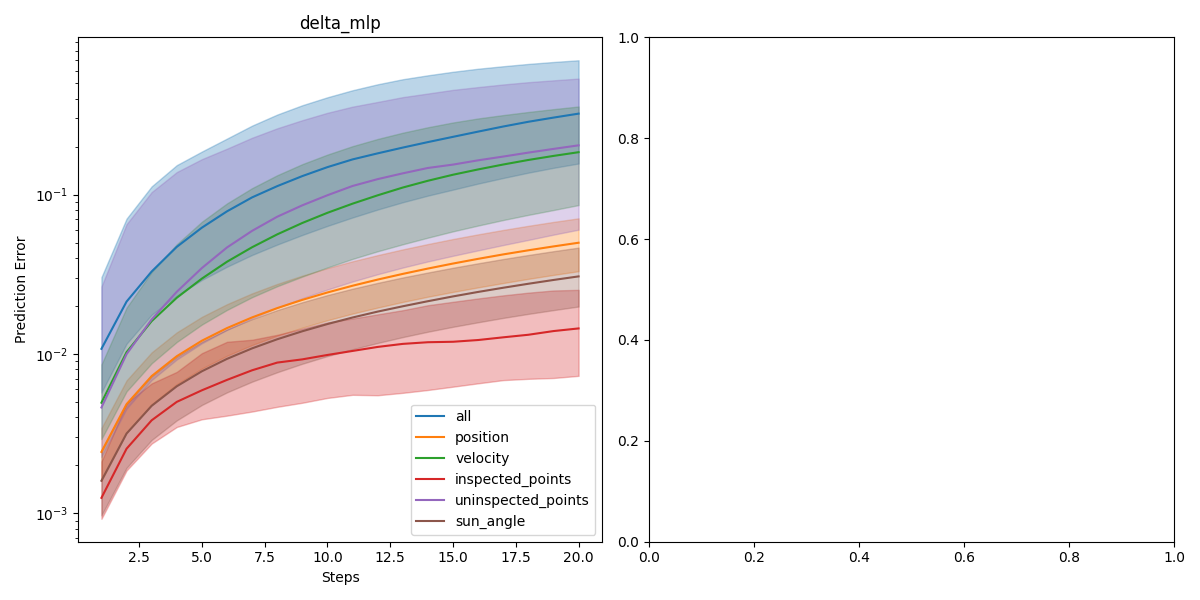 delta_mlp
Prediction Error
10⁻¹
10⁻²
10⁻³
2.5 5.0 7.5 10.0 12.5 15.0 17.5 20.0
Steps
all
position
velocity
inspected_points
uninspected_points
sun_angle
1.0
0.8
0.6
0.4
0.2
0.0
0.0 0.2 0.4 0.6 0.8 1.0